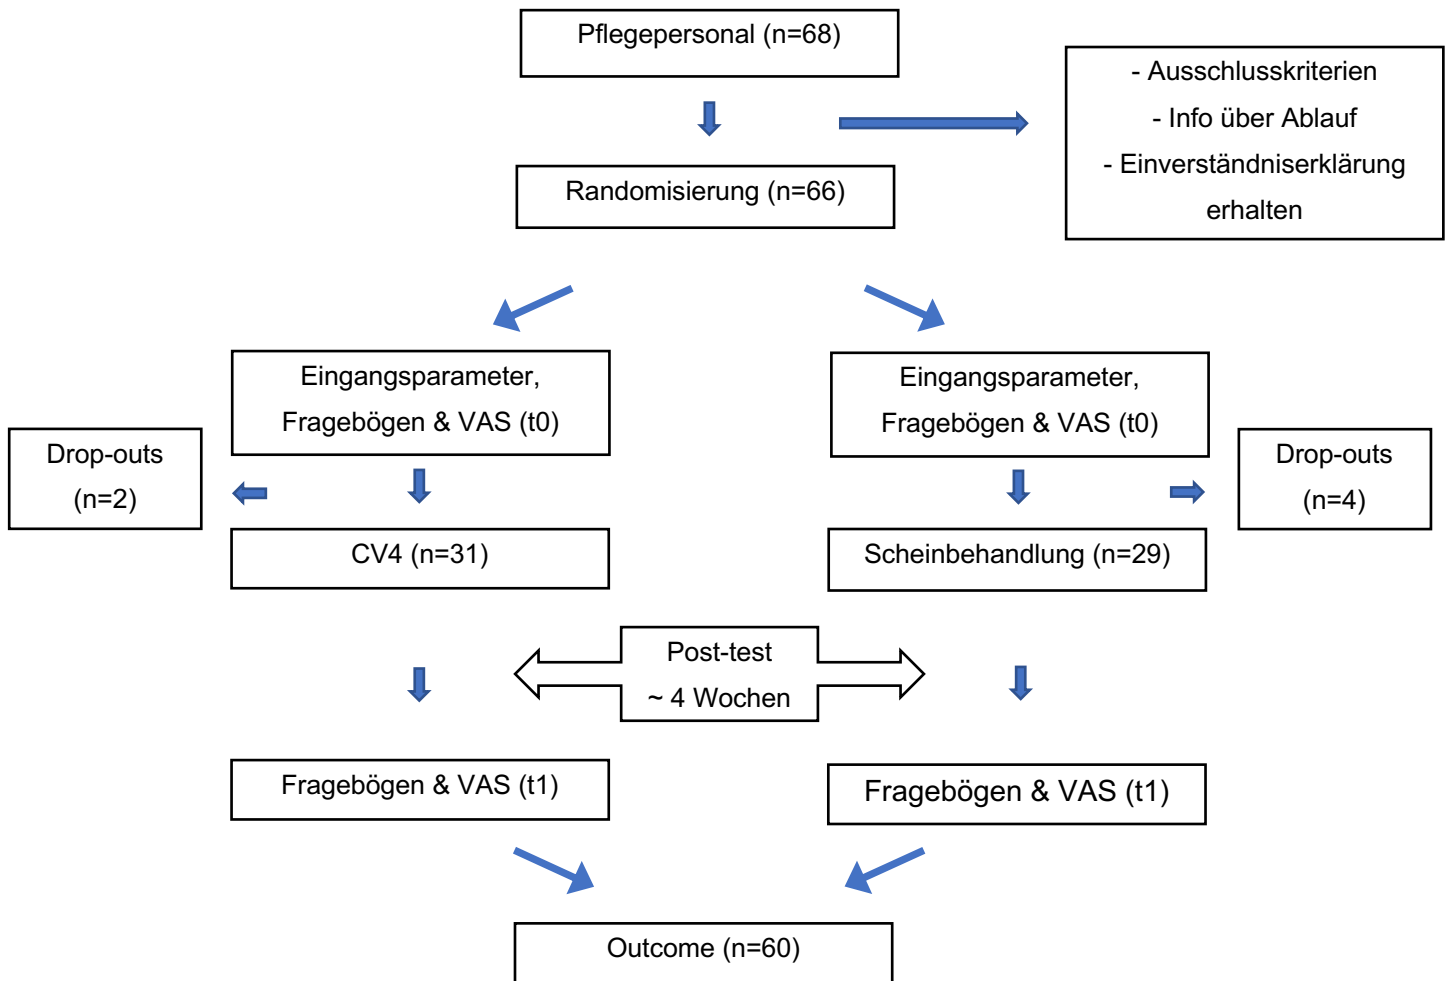 Pflegepersonal (n=68)
- Ausschlusskriterien
- Info über Ablauf
- Einverständniserklärung
erhalten
Randomisierung (n=66)
Eingangsparameter,
Fragebögen & VAS (t0)
Eingangsparameter,
Fragebögen & VAS (t0)
Drop-outs
(n=2)
Drop-outs
(n=4)
CV4 (n=31)
Scheinbehandlung (n=29)
Post-test
~ 4 Wochen
Fragebögen & VAS (t1)
Fragebögen & VAS (t1)
Outcome (n=60)